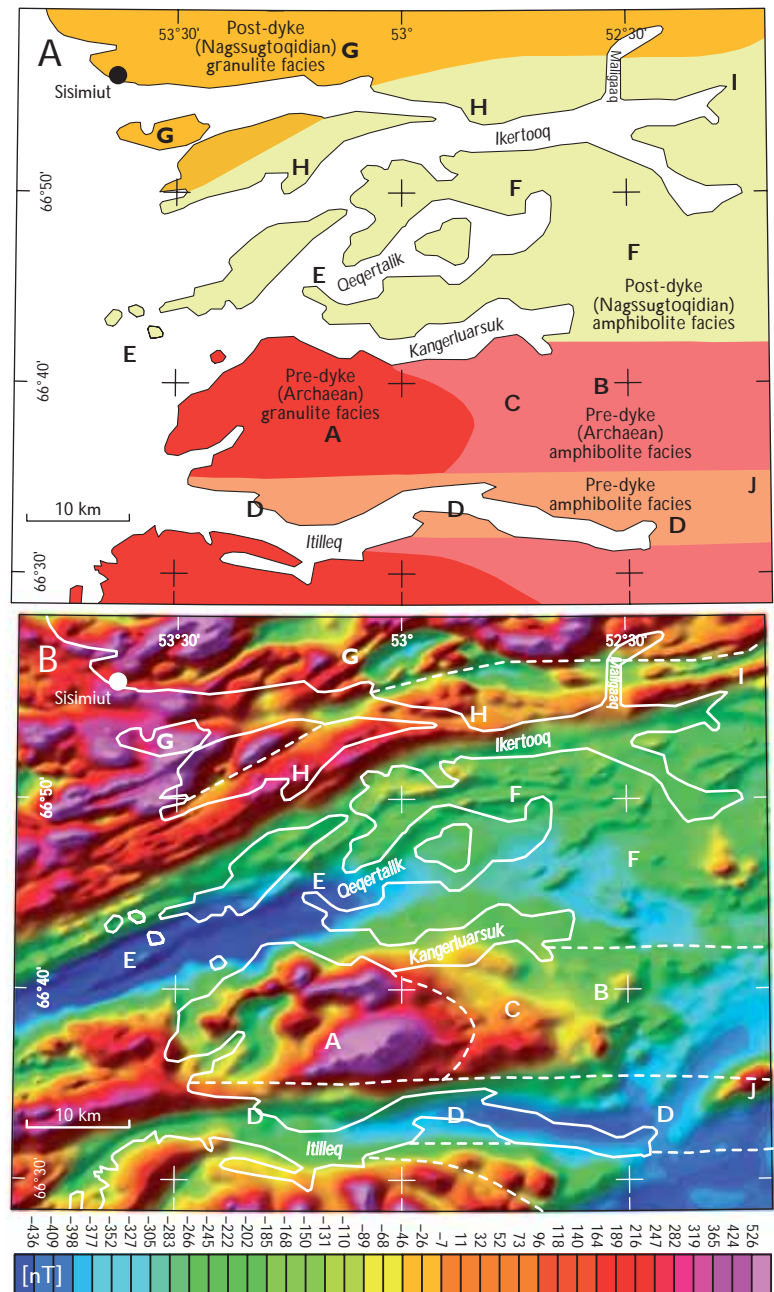 A
53°30'
53°
52°30'
Post-dyke
(Nagssugtoqidian)
granulite facies
G
Sisimiut
Maligaaq
I
H
G
Ikertooq
H
66°50'
F
F
E
Qeqertalik
Post-dyke
(Nagssugtoqidian)
amphibolite facies
E
Kangerluarsuk
66°40'
Pre-dyke
(Archaean)
granulite facies
A
B
C
Pre-dyke
(Archaean)
amphibolite facies
Pre-dyke
amphibolite facies
J
10 km
D
D
D
Itilleq
66°30'
B
53°30'
53°
52°30'
G
Sisimiut
Maligaaq
I
H
G
Ikertooq
H
66°50'
F
F
E
Qeqertalik
E
Kangerluarsuk
66°40'
B
C
A
J
10 km
D
D
D
Itilleq
66°30'
-436 -409 -398 -377 -352 -327 -305 -283 -266 -245 -222 -202 -185 -168 -150 -131 -110 -89 -68 -46 -26 -7 11 32 52 73 96 118 140 164 189 216 247 282 319 365 424 526
[nT]